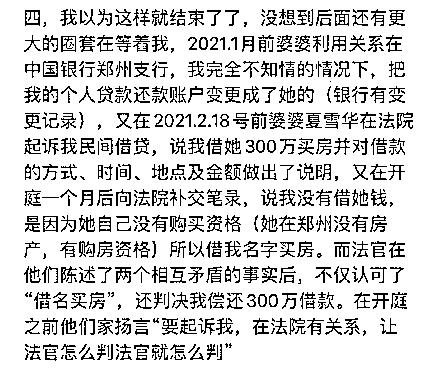 四，我以为这样就结束了了，没想到后面还有更
大的圈套在等着我，2021.1月前婆婆利用关系在
中国银行郑州支行，我完全不知情的情况下，把
我的个人贷款还款账户变更成了她的（银行有变
更记录），又在2021.2.18号前婆婆夏雪华在法院
起诉我民间借贷，说我借她300万买房并对借款
的方式、时间、地点及金额做出了说明，又在开
庭一个月后向法院补交笔录，说我没有借她钱，
是因为她自己没有购买资格（她在郑州没有房
产，有购房资格）所以借我名字买房。而法官在
他们陈述了两个相互矛盾的事实后，不仅认可了
“借名买房”，还判决我偿还300万借款。在开庭
之前他们家扬言“要起诉我，在法院有关系，让
法官怎么判法官就怎么判”